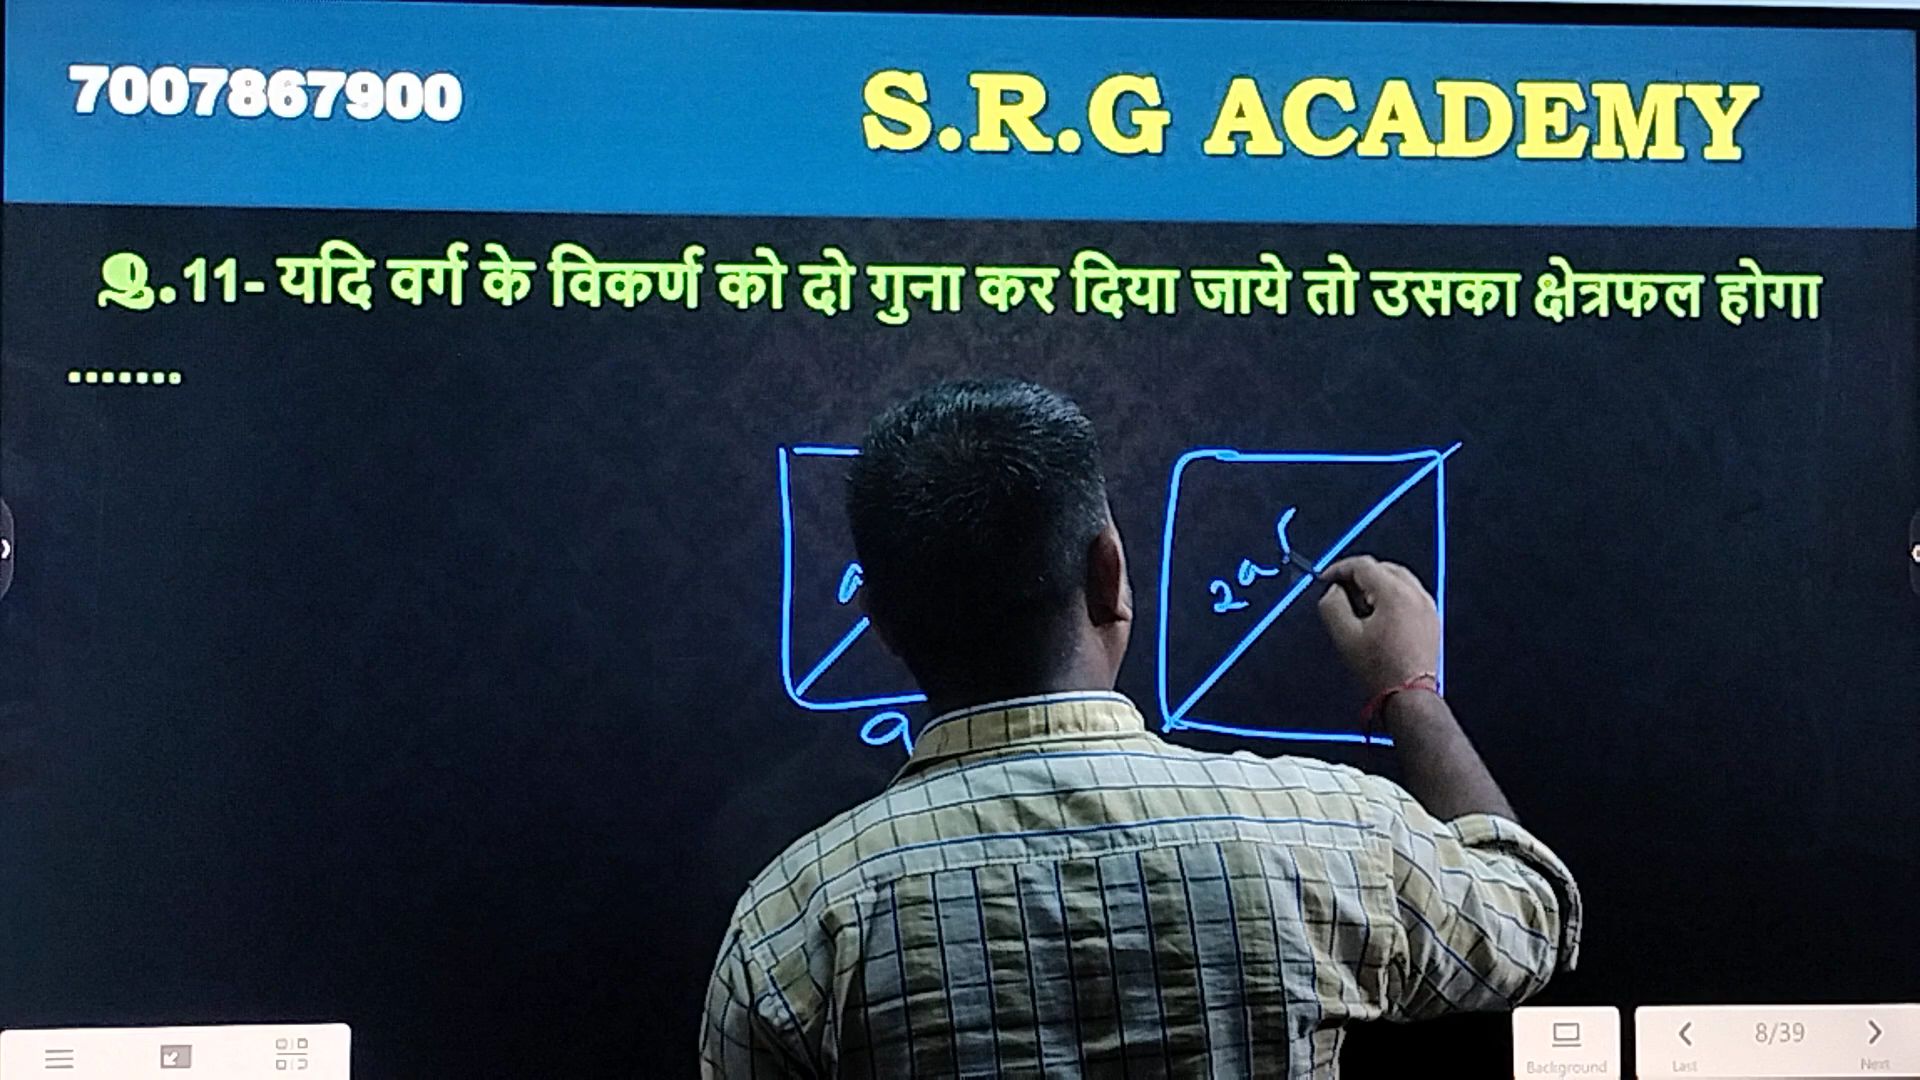 7007867900
S.R.G ACADEMY
Q.11- यदि वर्ग के विकर्ण को दो गुना कर दिया जाये तो उसका क्षेत्रफल होगा
.......
a
2a
a
Background
8/39
Last
Next